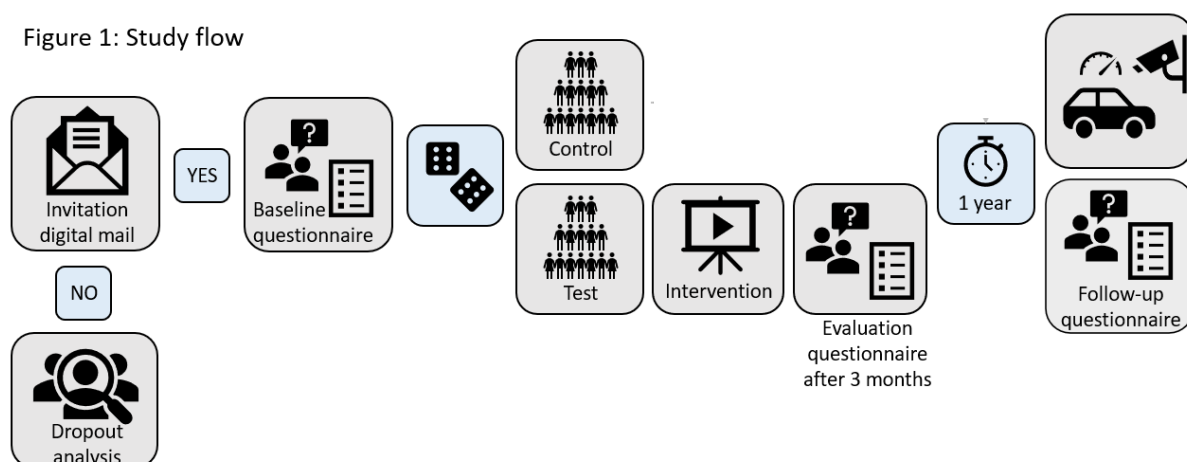 Figure 1: Study flow
Invitation
digital mail
YES
NO
Dropout
analysis
?
Baseline
questionnaire
Control
Test
Intervention
?
Evaluation
questionnaire
after 3 months
1 year
?
Follow-up
questionnaire